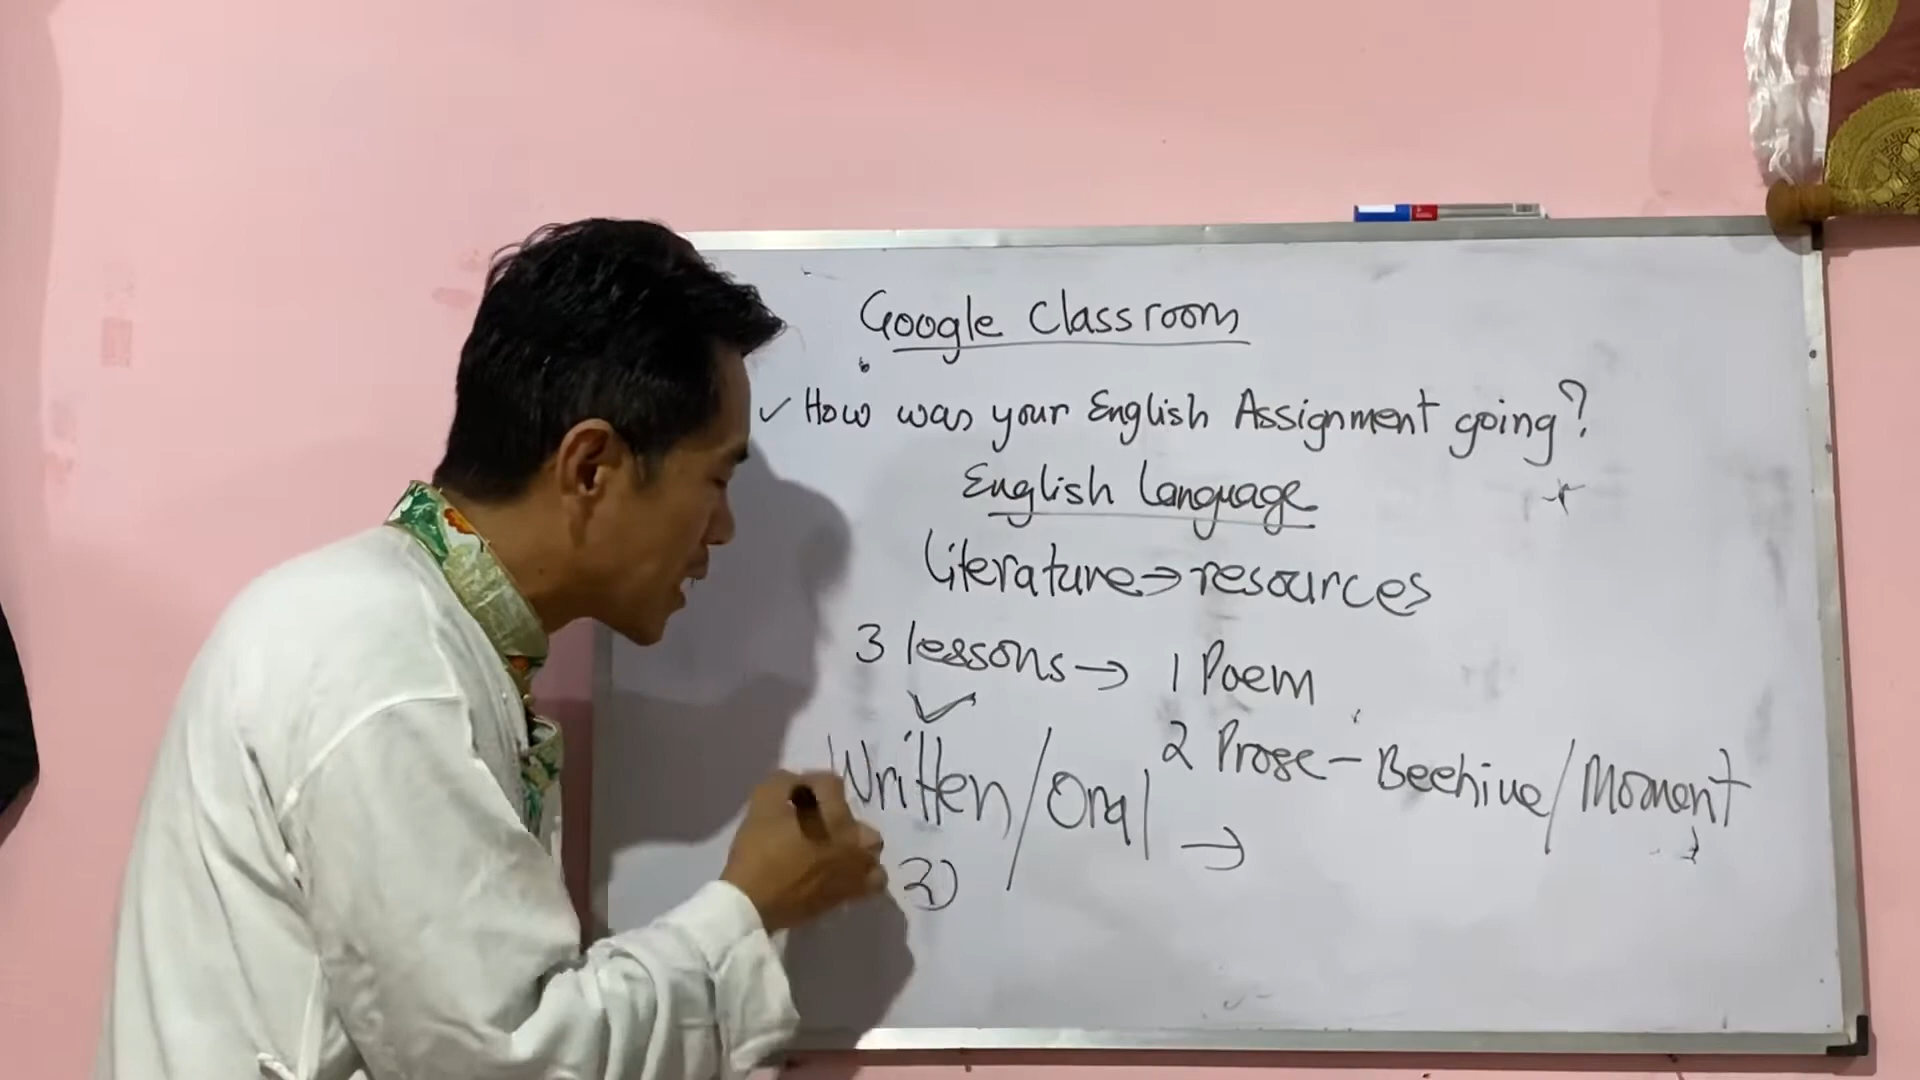 Google Classroom
✓ How was your English Assignment going?
English Language
Literature → resources
3 lessons → 1 Poem
2 Prose - Beehive / Moment
Written / Oral →